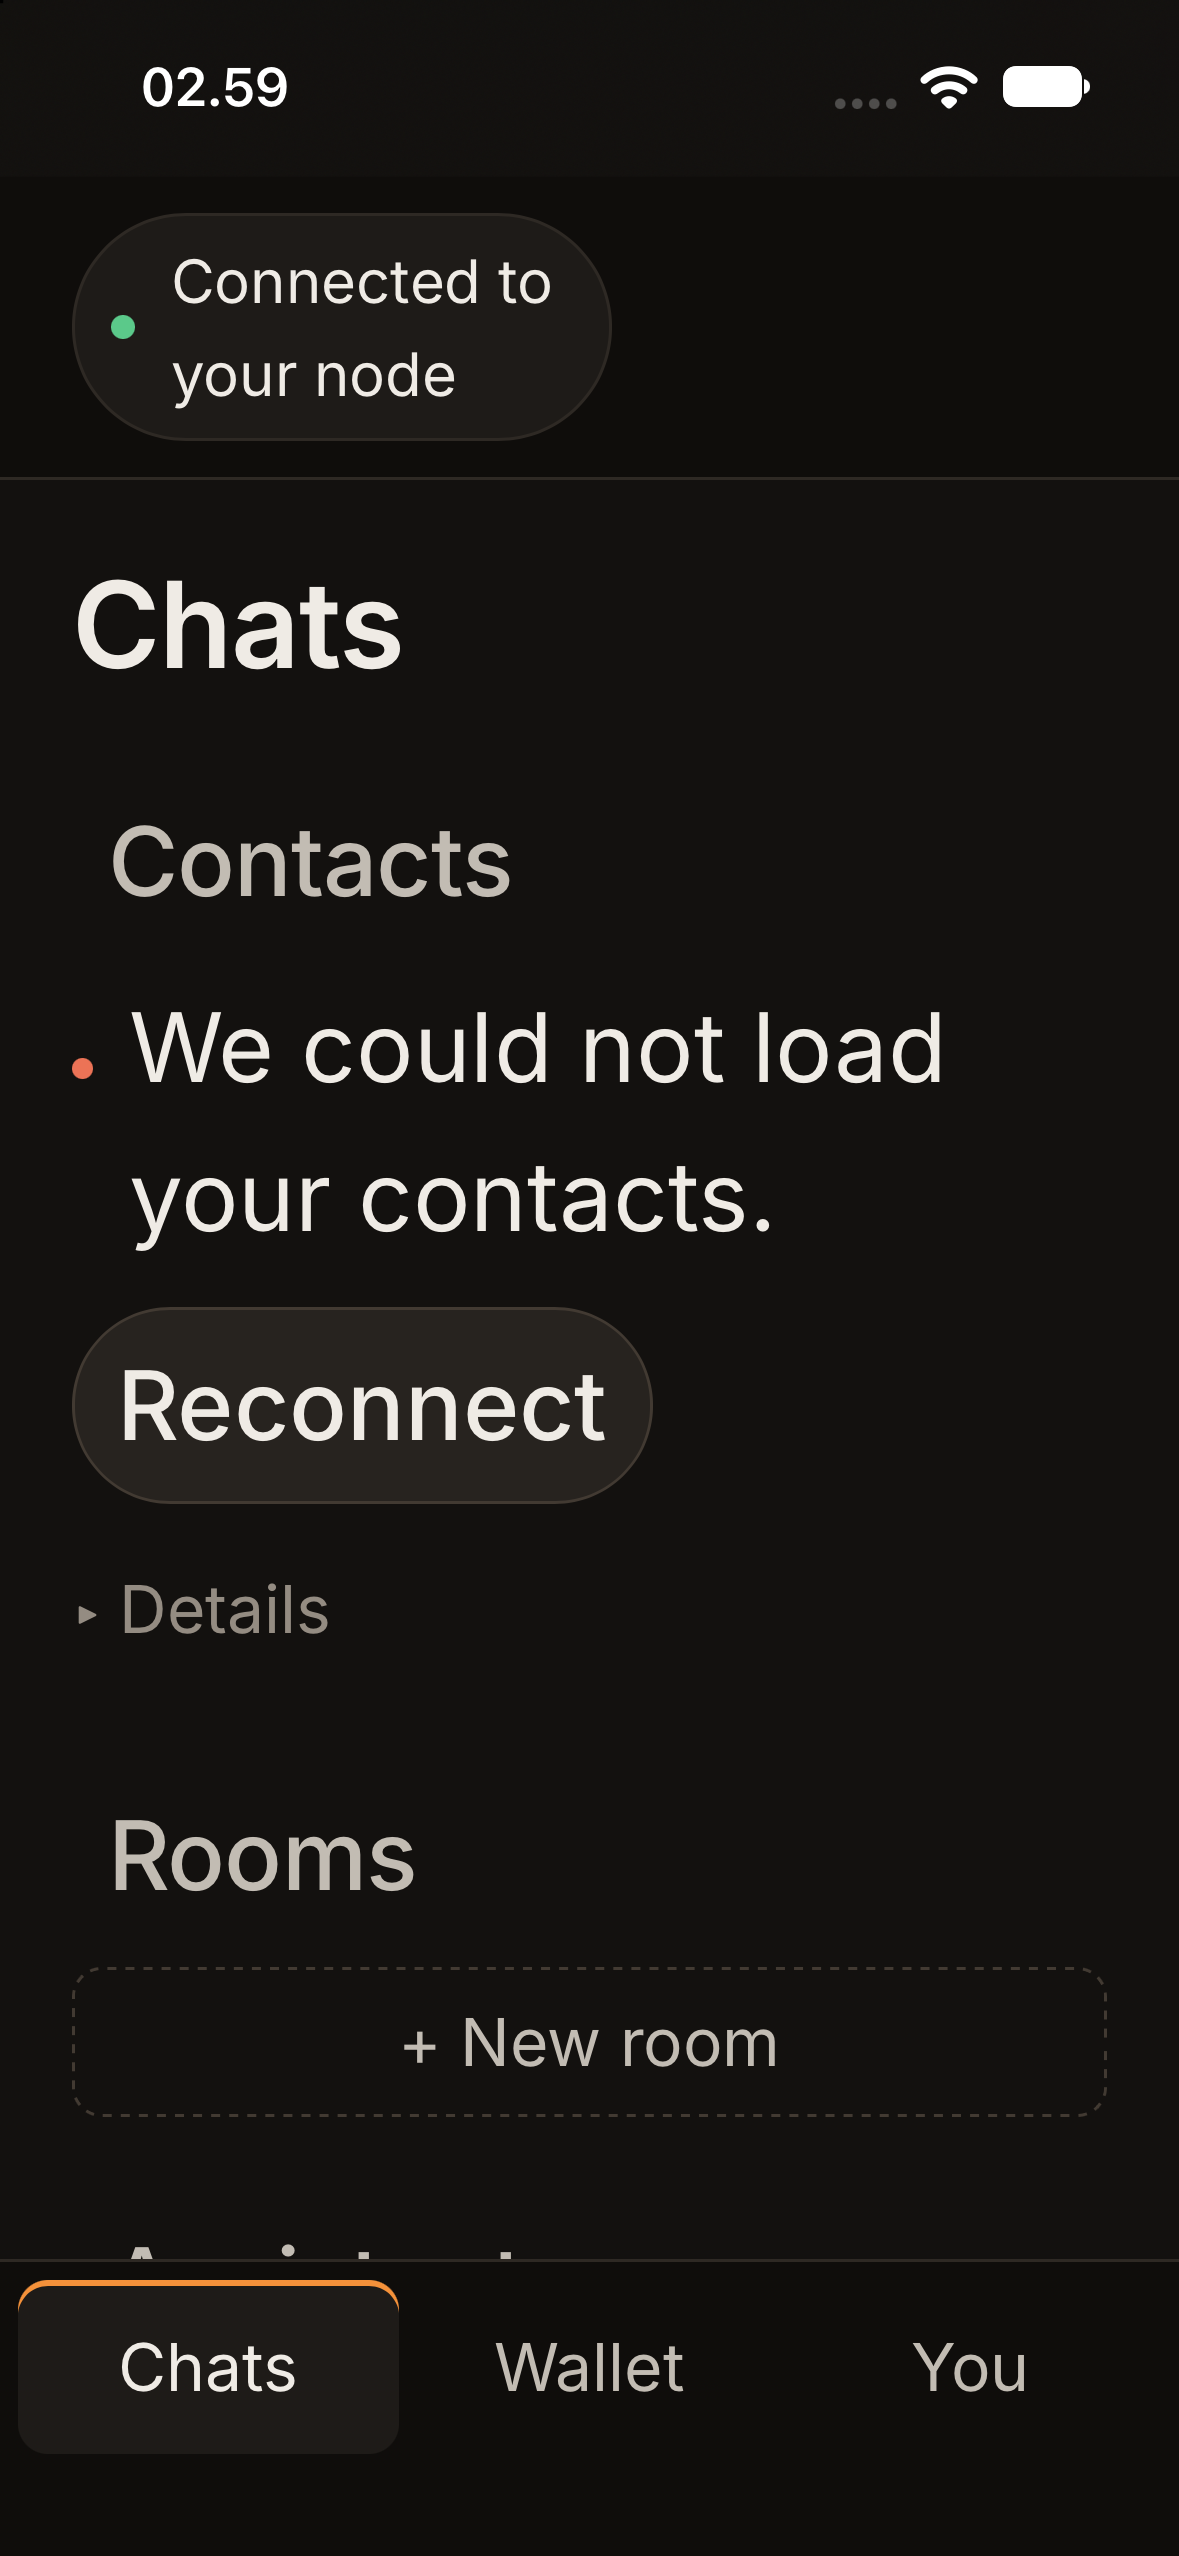 02.59
Connected to
your node
Chats
Contacts
We could not load
your contacts.
Reconnect
▸ Details
Rooms
+ New room
Chats
Wallet
You